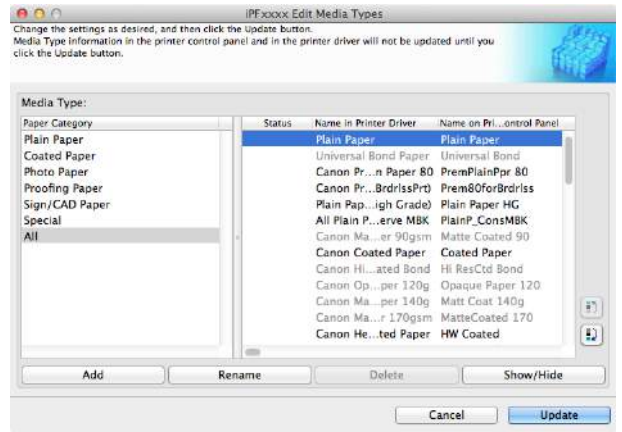 iPFxxxx Edit Media Types
Change the settings as desired, and then click the Update button.
Media Type information in the printer control panel and in the printer driver will not be updated until you
click the Update button.
Media Type:
Paper Category Status Name in Printer Driver Name on Pri...ontrol Panel
Plain Paper Plain Paper Plain Paper
Coated Paper Universal Bond Paper Universal Bond
Photo Paper Canon Pr...n Paper 80 PremPlainPpr 80
Proofing Paper Canon Pr...BrdrlssPrt) Prem80forBrdrlss
Sign/CAD Paper Plain Pap...igh Grade) Plain Paper HG
Special All Plain P...erve MBK PlainP_ConsMBK
All Canon Ma...er 90gsm Matte Coated 90
Canon Coated Paper Coated Paper
Canon Hi...ated Bond Hi ResCtd Bond
Canon Op...per 120g Opaque Paper 120
Canon Ma...per 140g Matt Coat 140g
Canon Ma...r 170gsm MatteCoated 170
Canon He...ted Paper HW Coated
Add Rename Delete Show/Hide
Cancel Update